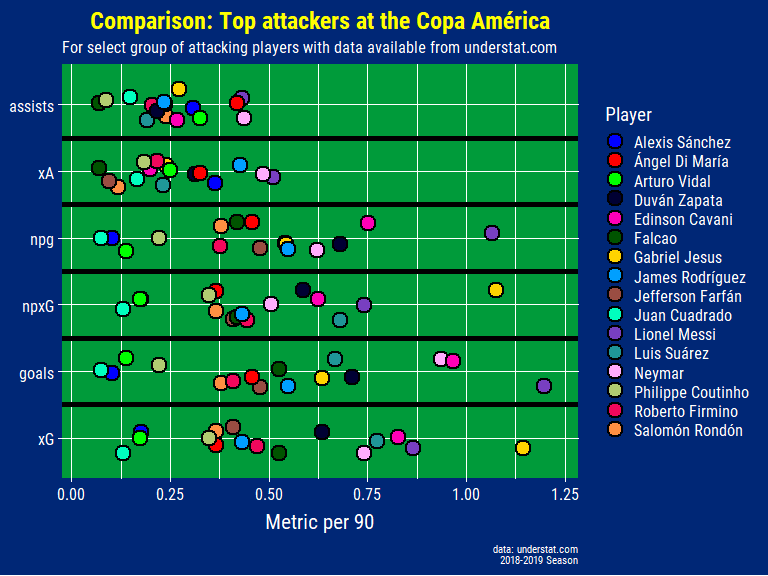 Comparison: Top attackers at the Copa América
For select group of attacking players with data available from understat.com
assists
xA
npg
npxG
goals
xG
0.00
0.25
0.50
0.75
1.00
1.25
Metric per 90
Player
Alexis Sánchez
Ángel Di María
Arturo Vidal
Duván Zapata
Edinson Cavani
Falcao
Gabriel Jesus
James Rodríguez
Jefferson Farfán
Juan Cuadrado
Lionel Messi
Luis Suárez
Neymar
Philippe Coutinho
Roberto Firmino
Salomón Rondón
data: understat.com
2018-2019 Season